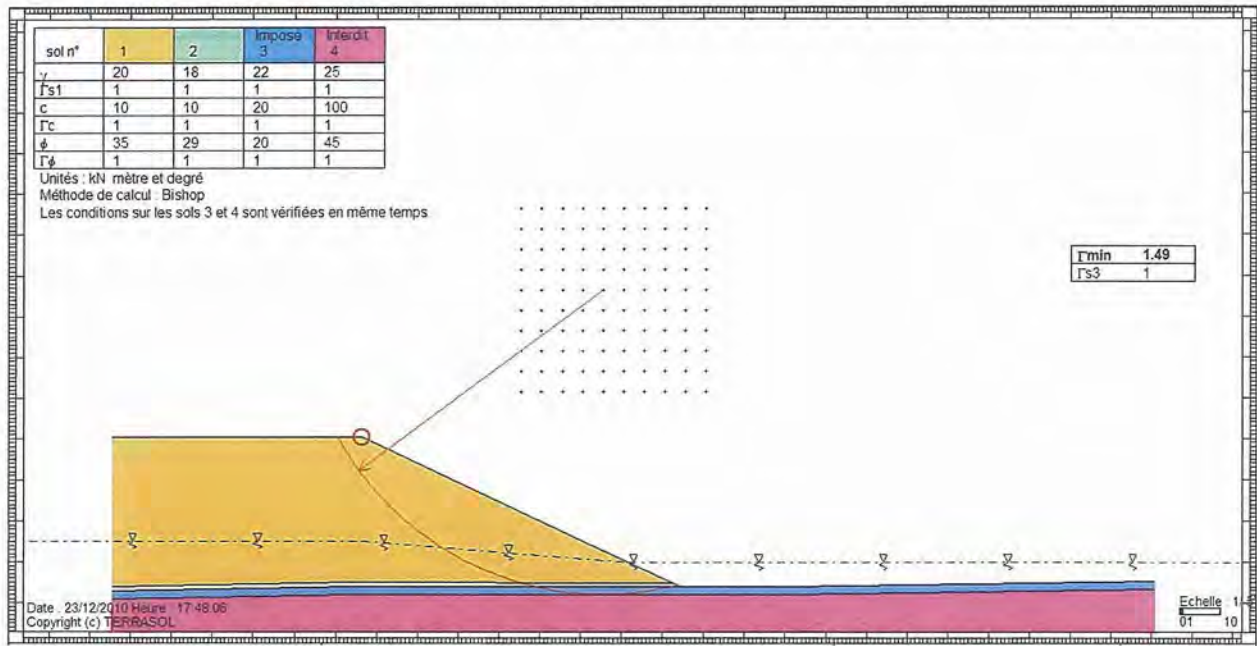 Imposé Interdit
sol n° 1 2 3 4
γ 20 18 22 25
Γs1 1 1 1 1
c 10 10 20 100
Γc 1 1 1 1
ϕ 35 29 20 45
Γϕ 1 1 1 1
Unités : kN mètre et degré
Méthode de calcul : Bishop
Les conditions sur les sols 3 et 4 sont vérifiées en même temps
Γmin 1.49
Γs3 1
Date : 23/12/2010 Heure : 17:48:06
Copyright (c) TERRASOL
Echelle : 1/
01 10